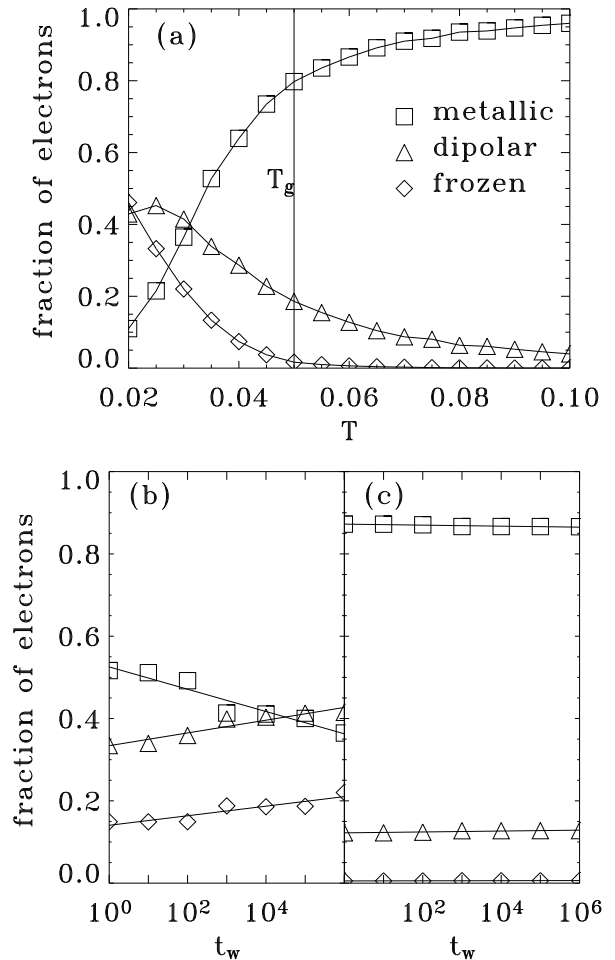 1.0
(a)
0.8
metallic
0.6
dipolar
T_g
frozen
0.4
0.2
0.0
fraction of electrons
0.02
0.04
0.06
0.08
0.10
T
1.0
(b)
(c)
0.8
0.6
0.4
0.2
0.0
fraction of electrons
10^0
10^2
10^4
10^2
10^4
10^6
t_w
t_w